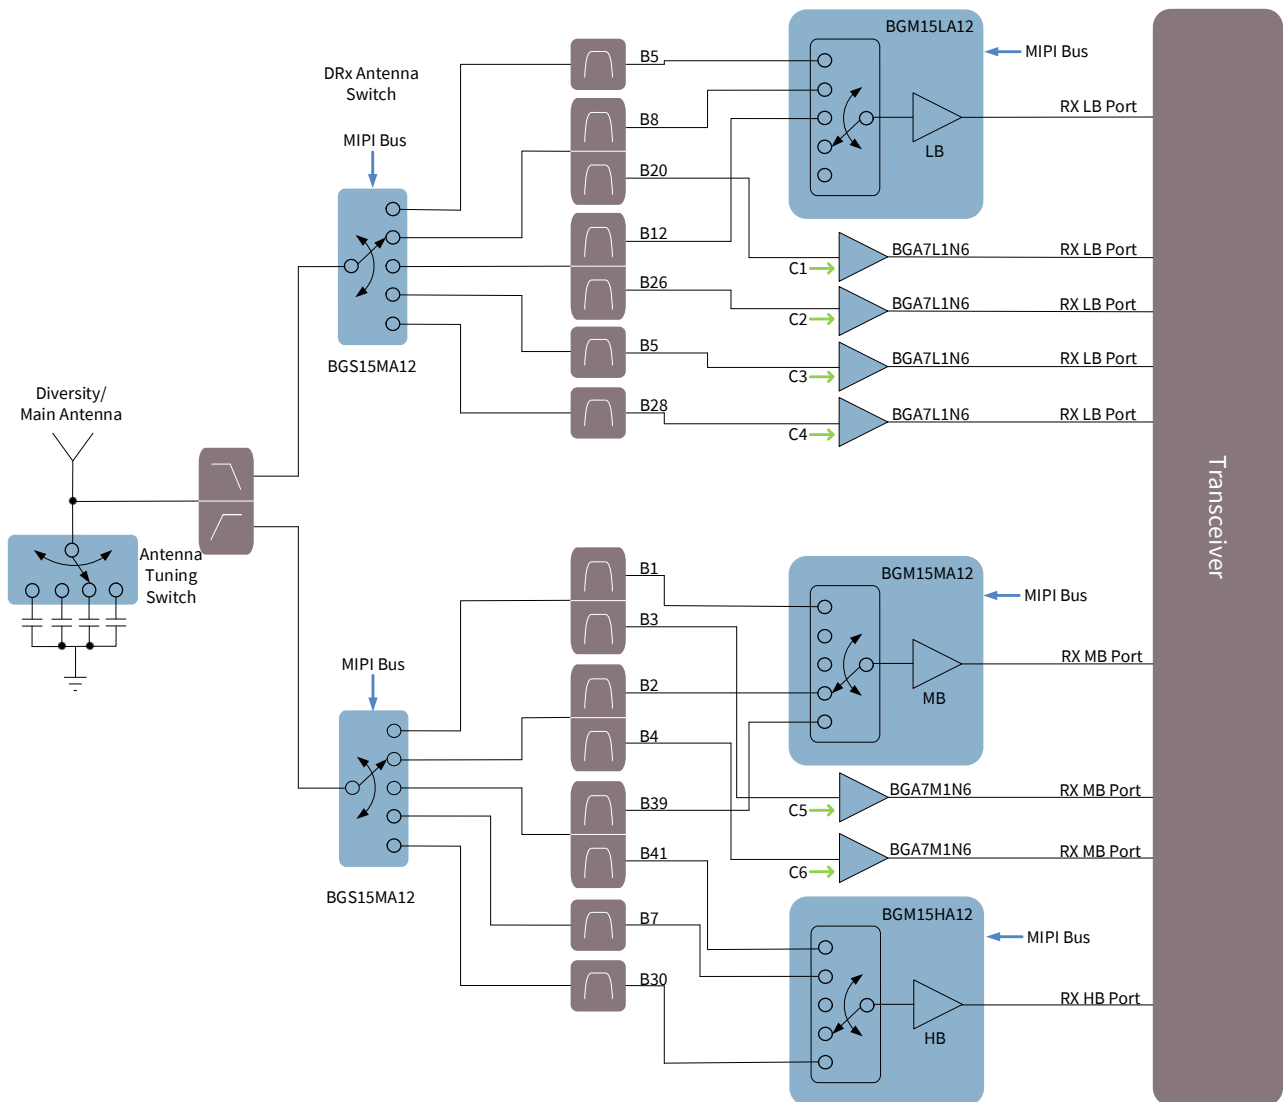 BGM15LA12
MIPI Bus
B5
DRx Antenna
Switch
RX LB Port
B8
MIPI Bus
LB
B20
B12
BGA7L1N6
RX LB Port
C1
B26
BGA7L1N6
RX LB Port
C2
B5
BGA7L1N6
RX LB Port
BGS15MA12
C3
Diversity/
Main Antenna
B28
BGA7L1N6
RX LB Port
C4
Transceiver
Antenna
Tuning
Switch
B1
BGM15MA12
MIPI Bus
B3
MIPI Bus
RX MB Port
B2
MB
B4
BGA7M1N6
RX MB Port
B39
C5
BGA7M1N6
RX MB Port
B41
C6
BGS15MA12
B7
BGM15HA12
MIPI Bus
B30
RX HB Port
HB